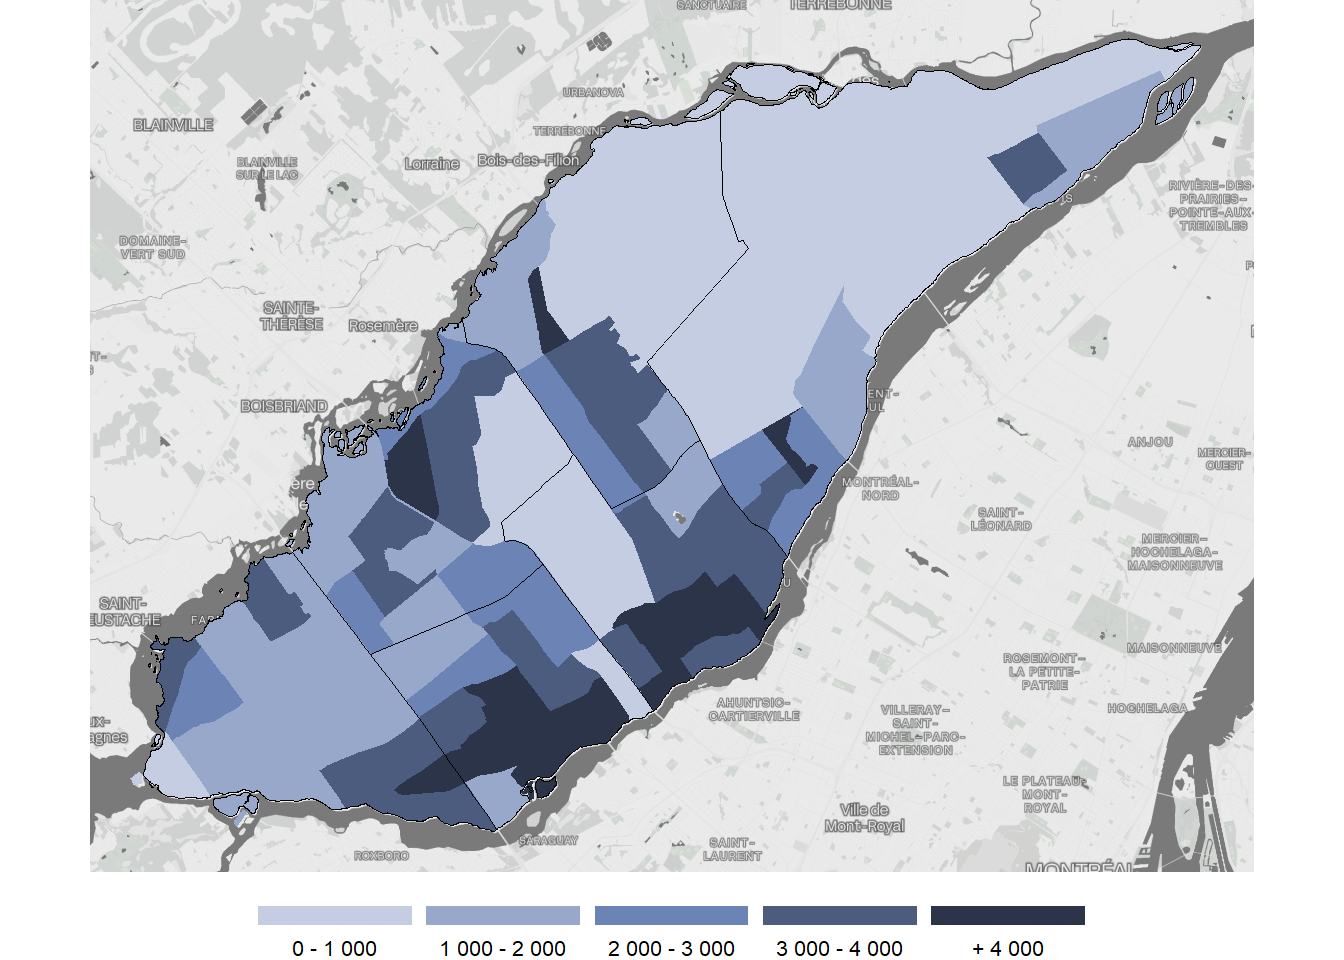 SANCTUAIRE
TERREBONNE
URBANOVA
BLAINVILLE
TERREBONNE
Lorraine
Bois-des-Filion
BLAINVILLE
SUR LE LAC
RIVIÈRE-DES-
PRAIRIES-
POINTE-AUX-
TREMBLES
DOMAINE-
VERT SUD
SAINTE-
THÉRÈSE
Rosemère
BOISBRIAND
ENT-
UL
ANJOU
MERCIER-
OUEST
MONTRÉAL-
NORD
SAINT-
LÉONARD
MERCIER-
HOCHELAGA-
MAISONNEUVE
SAINT-
EUSTACHE
MAISONNEUVE
ROSEMONT-
LA PETITE-
PATRIE
AHUNTSIC-
CARTIERVILLE
HOCHELAGA
VILLERAY-
SAINT-
MICHEL-PARC-
EXTENSION
LE PLATEAU-
MONT-
ROYAL
Ville de
Mont-Royal
SARAGUAY
SAINT-
LAURENT
ROXBORO
MONTRÉAL
0 - 1 000
1 000 - 2 000
2 000 - 3 000
3 000 - 4 000
+ 4 000